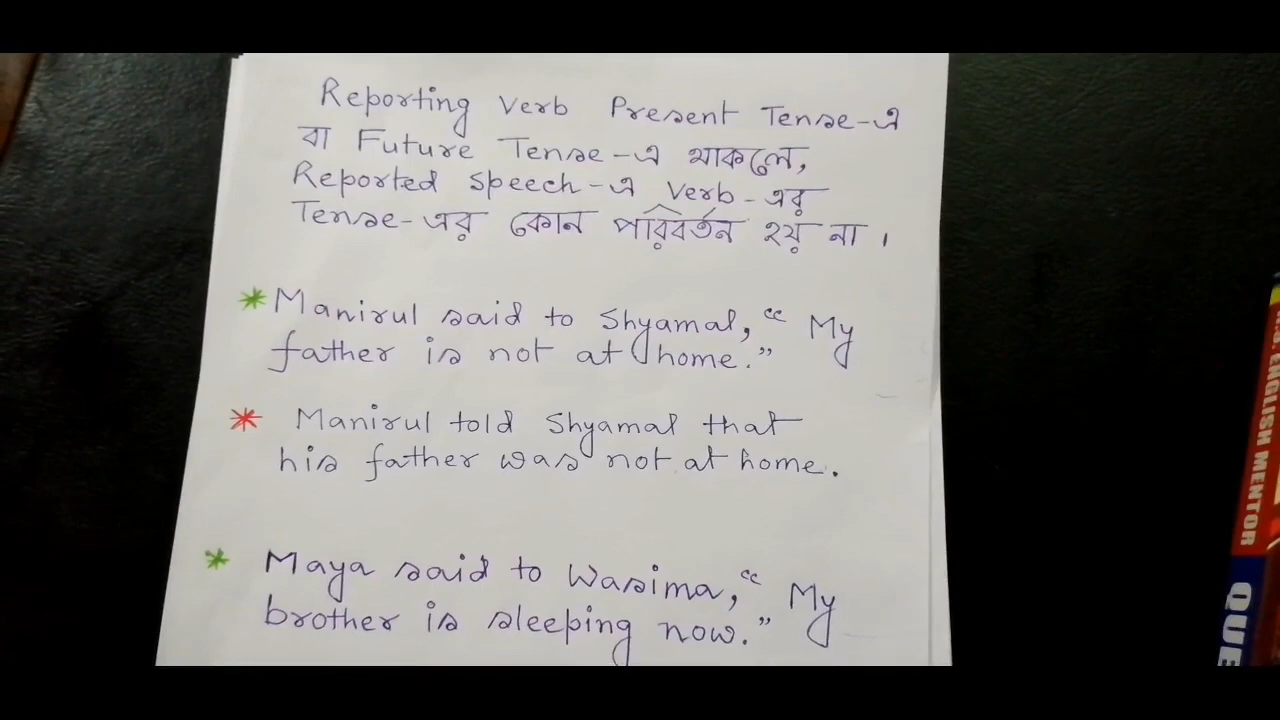 Reporting Verb Present Tense-এ
বা Future Tense-এ থাকলে,
Reported speech-এ verb-এর
Tense-এর কোন পরিবর্তন হয় না।
* Manirul said to Shyamal, “My
father is not at home.”
* Manirul told Shyamal that
his father was not at home.
* Maya said to Wasima, “My
brother is sleeping now.”
ENGLISH MENTOR
QUE